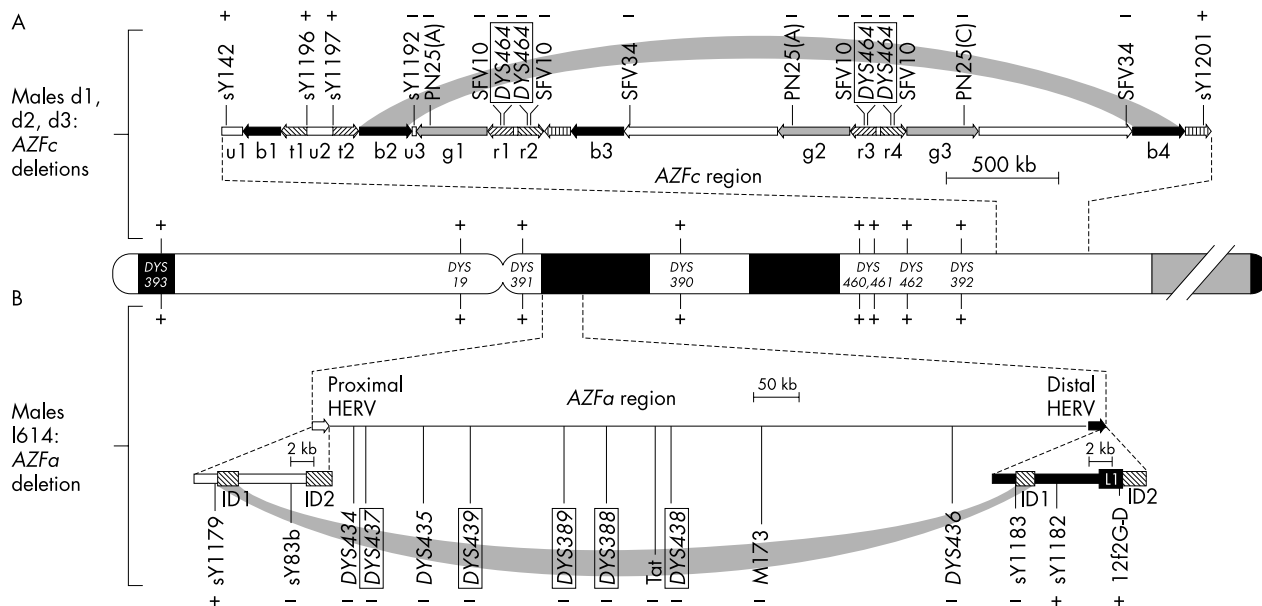 A
+ + + − − − − − − − − − − − − +
sY142 sY1196 sY1197 sY1192 PN25(A) SFV10 DYS464 DYS464 SFV10 SFV34 PN25(A) SFV10 DYS464 DYS464 SFV10 PN25(C) SFV34 sY1201
Males d1,
d2, d3:
AZFc
deletions
u1 b1 t1 u2 t2 b2 u3 g1 r1 r2 b3 g2 r3 r4 g3 b4
AZFc region
500 kb
+ + + + + + + +
DYS 393
DYS 19
DYS 391
DYS 390
DYS 460,461
DYS 462
DYS 392
B
+ + + + + + + +
Proximal
HERV
AZFa region
50 kb
Distal
HERV
Males
I614:
AZFa
deletion
2 kb
2 kb
ID1 ID2
ID1 L1 ID2
sY1179 sY83b DYS434 DYS437 DYS435 DYS439 DYS389 DYS388 Tat DYS438 M173 DYS436 sY1183 sY1182 12f2G-D
+ − − − − − − − − − − − − + +